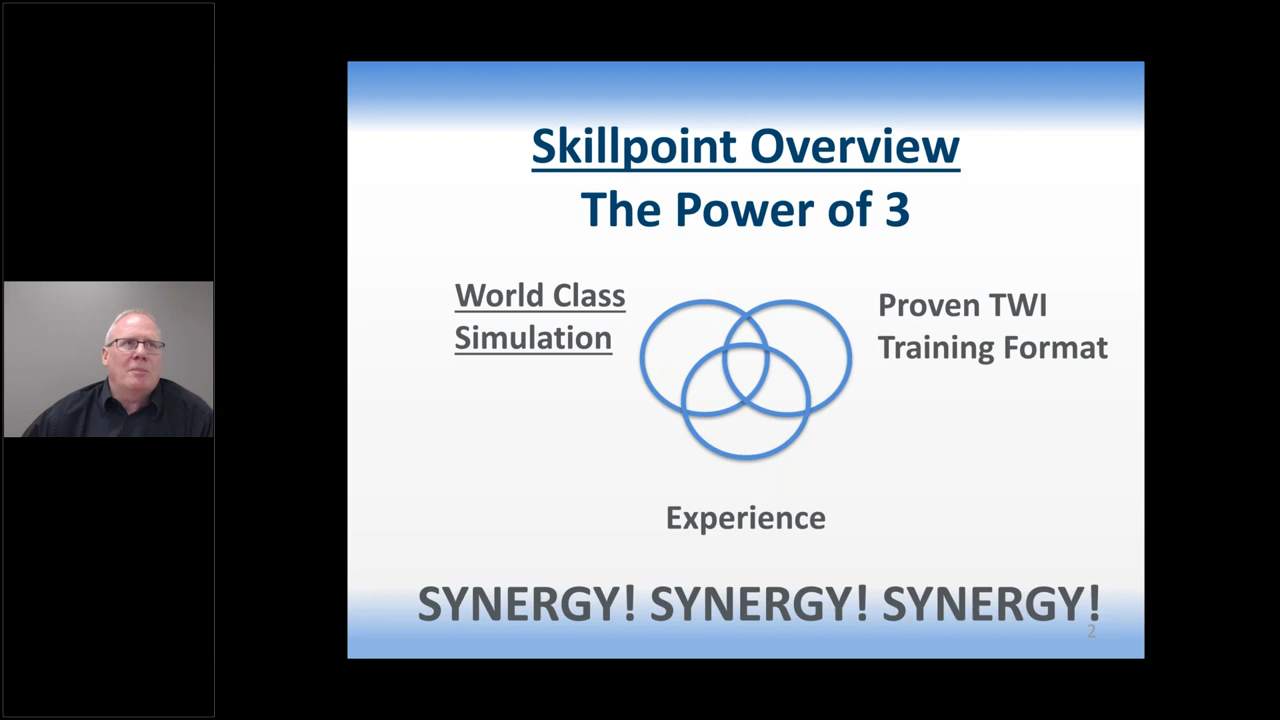 Skillpoint Overview
The Power of 3
World Class
Simulation
Proven TWI
Training Format
Experience
SYNERGY! SYNERGY! SYNERGY!
2